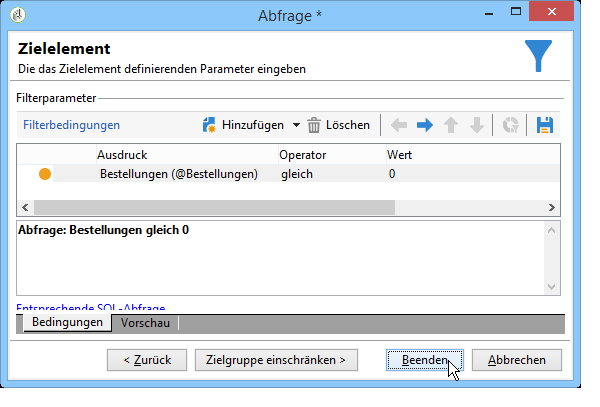 Abfrage *
Zielelement
Die das Zielelement definierenden Parameter eingeben
Filterparameter
Filterbedingungen Hinzufügen Löschen
Ausdruck Operator Wert
Bestellungen (@Bestellungen) gleich 0
Abfrage: Bestellungen gleich 0
Entsprechende SQL-Abfrage
Bedingungen Vorschau
< Zurück Zielgruppe einschränken > Beenden Abbrechen